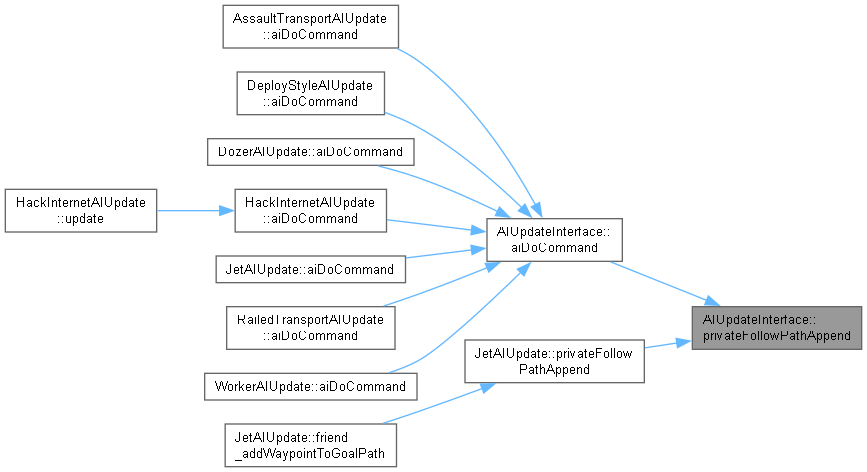 AssaultTransportAIUpdate
::aiDoCommand
DeployStyleAIUpdate
::aiDoCommand
DozerAIUpdate::aiDoCommand
HackInternetAIUpdate
::update
HackInternetAIUpdate
::aiDoCommand
AIUpdateInterface::
aiDoCommand
JetAIUpdate::aiDoCommand
RailedTransportAIUpdate
::aiDoCommand
AIUpdateInterface::
privateFollowPathAppend
JetAIUpdate::privateFollow
PathAppend
WorkerAIUpdate::aiDoCommand
JetAIUpdate::friend
_addWaypointToGoalPath